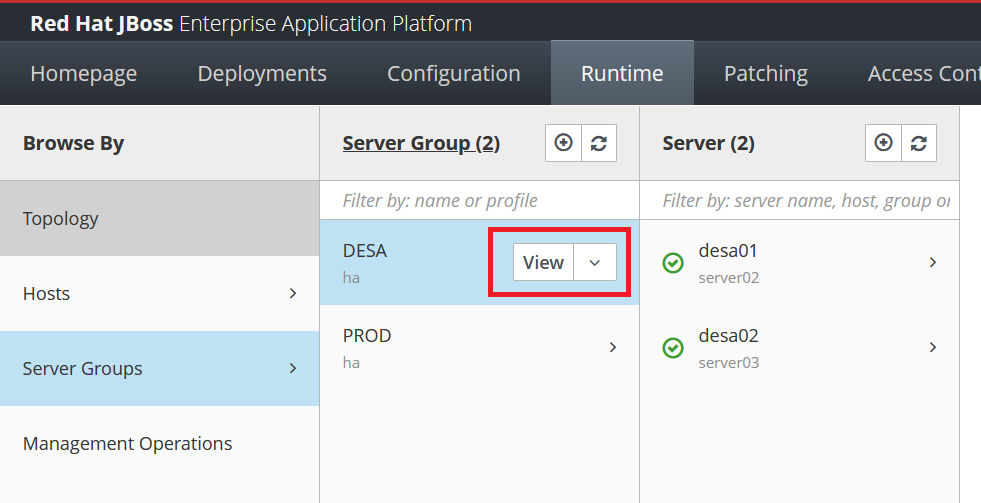 Red Hat JBoss Enterprise Application Platform
Homepage Deployments Configuration Runtime Patching Access Cont
Browse By
Topology
Hosts
Server Groups
Management Operations
Server Group (2)
Filter by: name or profile
DESA
ha
View
PROD
ha
Server (2)
Filter by: server name, host, group or
desa01
server02
desa02
server03